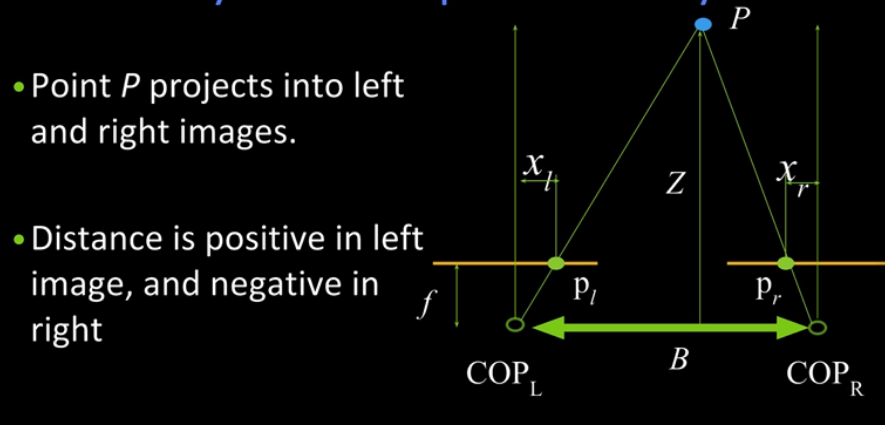 • Point P projects into left
and right images.
• Distance is positive in left
image, and negative in
right
P
x_l
Z
x_r
f
p_l
p_r
B
COP_L
COP_R